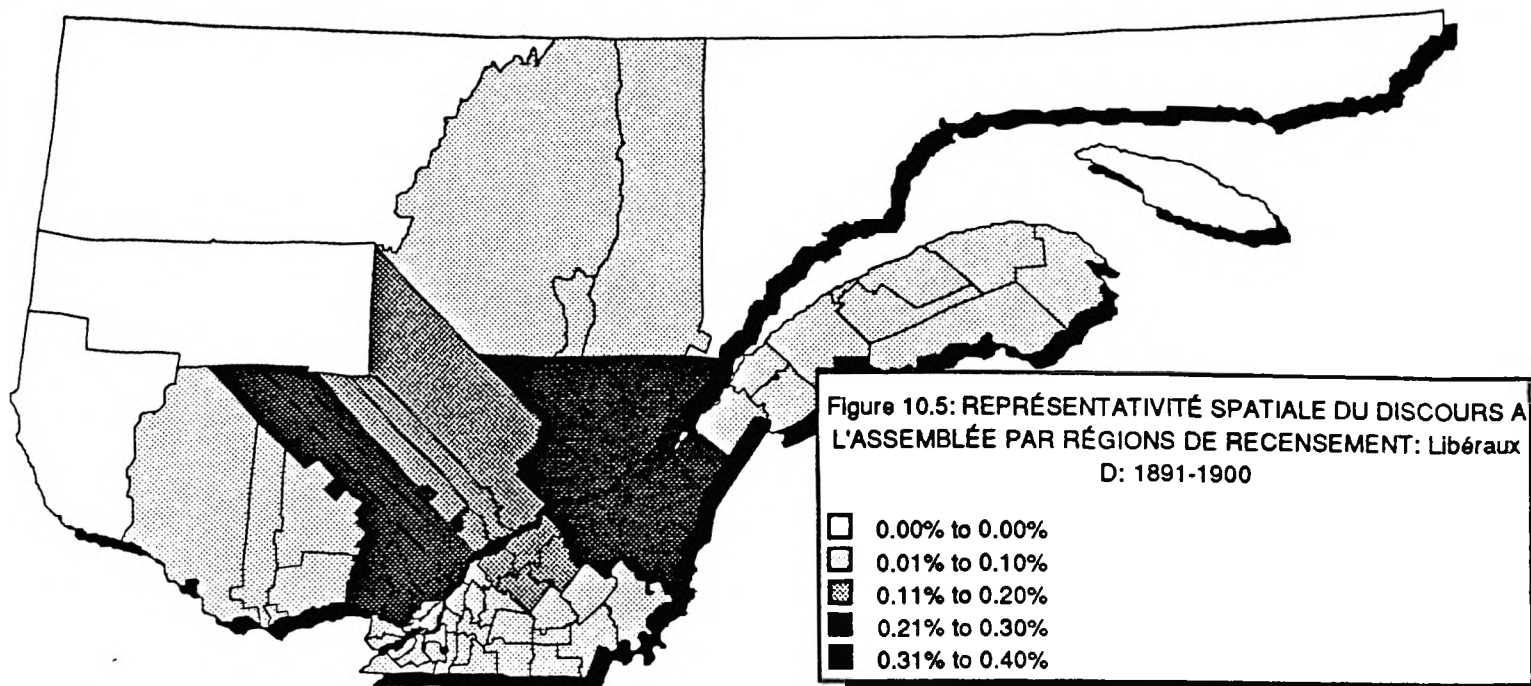 Figure 10.5: REPRÉSENTATIVITÉ SPATIALE DU DISCOURS A
L'ASSEMBLÉE PAR RÉGIONS DE RECENSEMENT: Libéraux
D: 1891-1900
0.00% to 0.00%
0.01% to 0.10%
0.11% to 0.20%
0.21% to 0.30%
0.31% to 0.40%